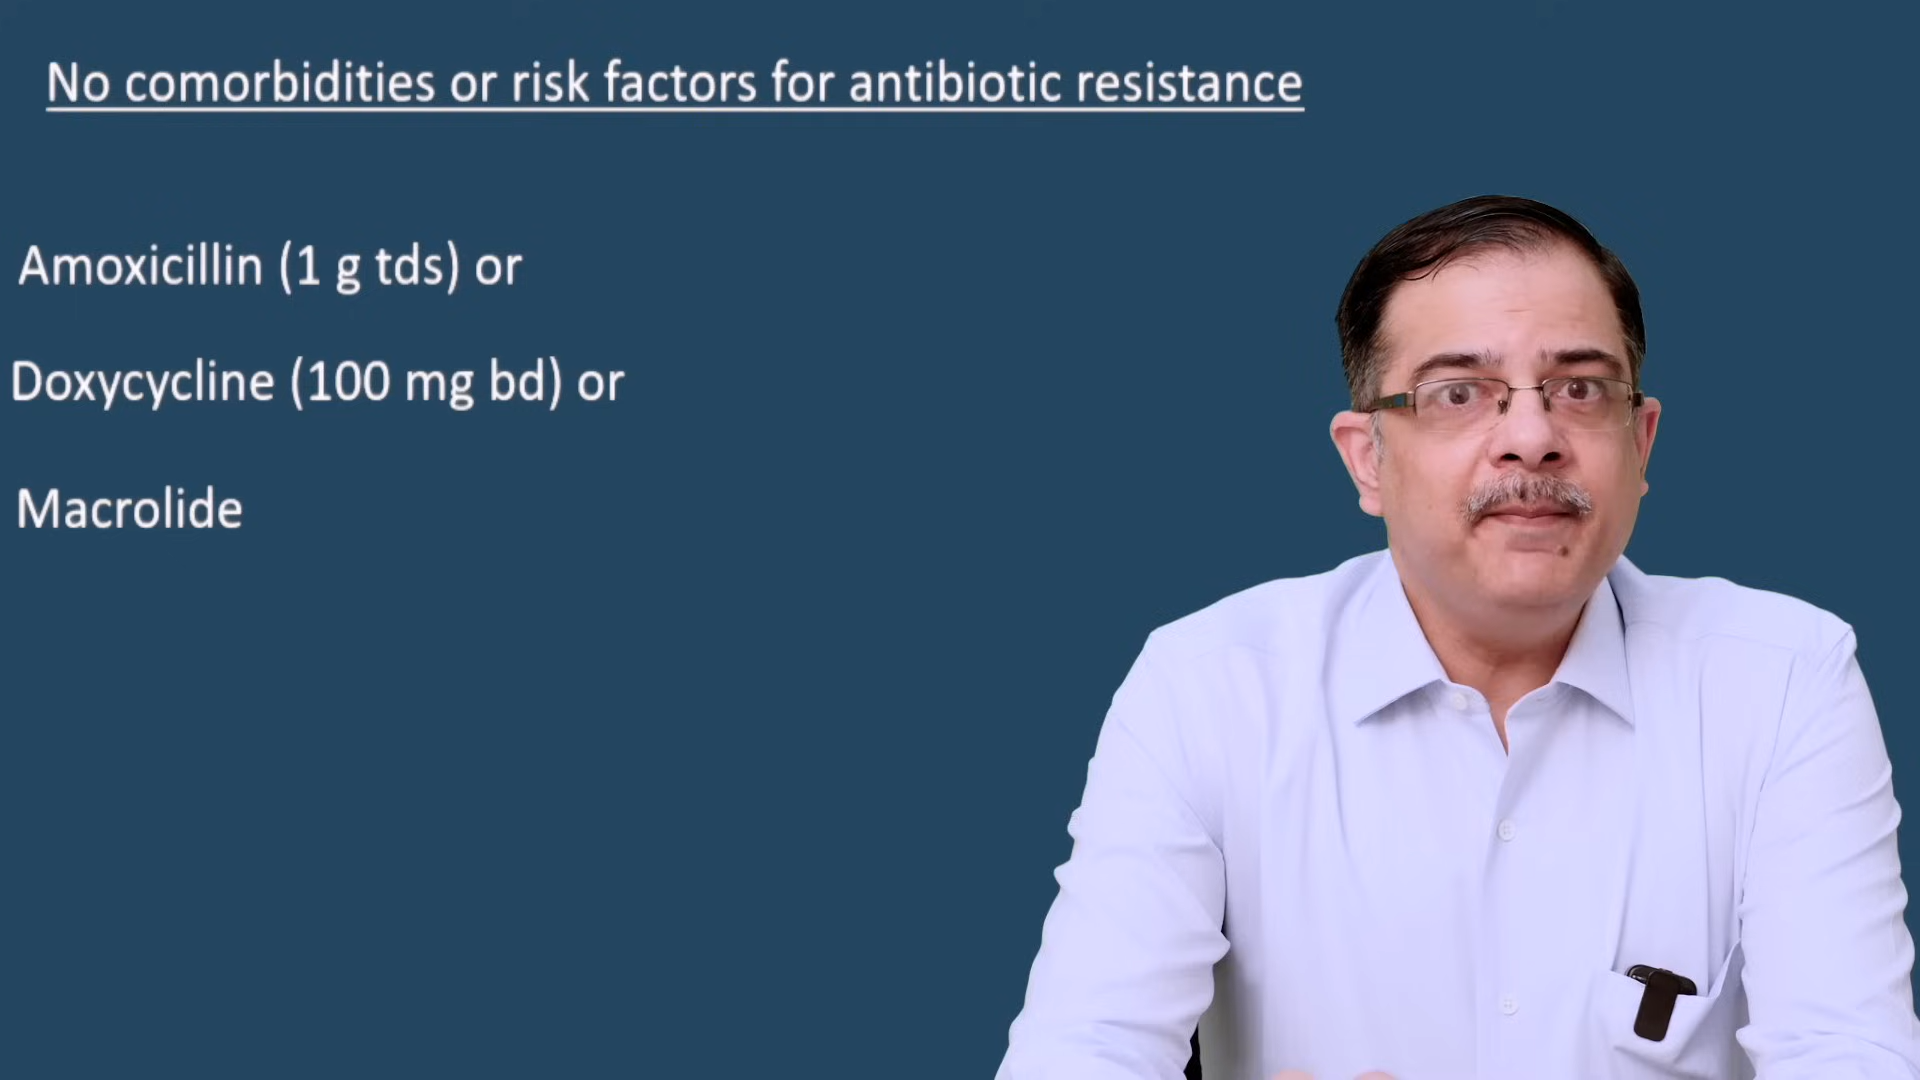 No comorbidities or risk factors for antibiotic resistance
Amoxicillin (1 g tds) or
Doxycycline (100 mg bd) or
Macrolide